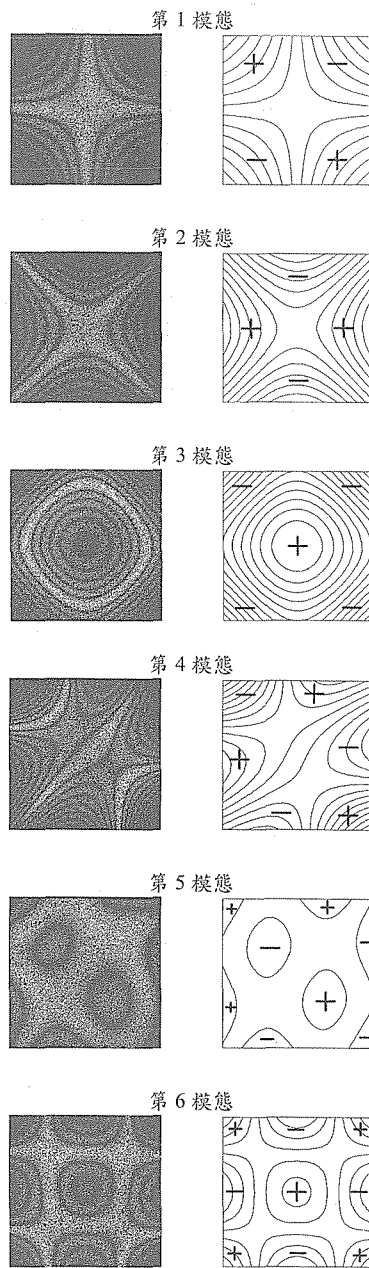 第 1 模態
+ −
− +
第 2 模態
−
+ +
−
第 3 模態
− −
+
− −
第 4 模態
− +
+ −
− +
第 5 模態
+ +
− −
+ +
−
第 6 模態
+ − +
− + −
+ − +